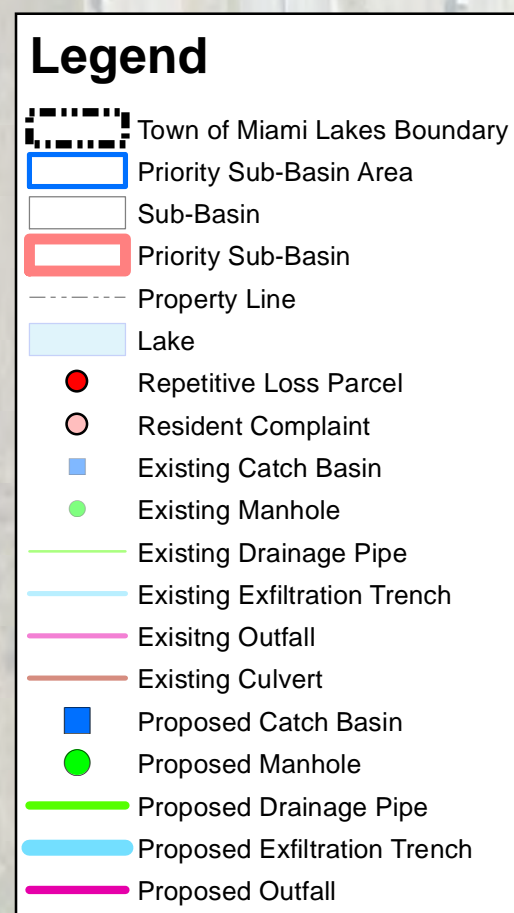 Legend
Town of Miami Lakes Boundary
Priority Sub-Basin Area
Sub-Basin
Priority Sub-Basin
Property Line
Lake
Repetitive Loss Parcel
Resident Complaint
Existing Catch Basin
Existing Manhole
Existing Drainage Pipe
Existing Exfiltration Trench
Exisitng Outfall
Existing Culvert
Proposed Catch Basin
Proposed Manhole
Proposed Drainage Pipe
Proposed Exfiltration Trench
Proposed Outfall